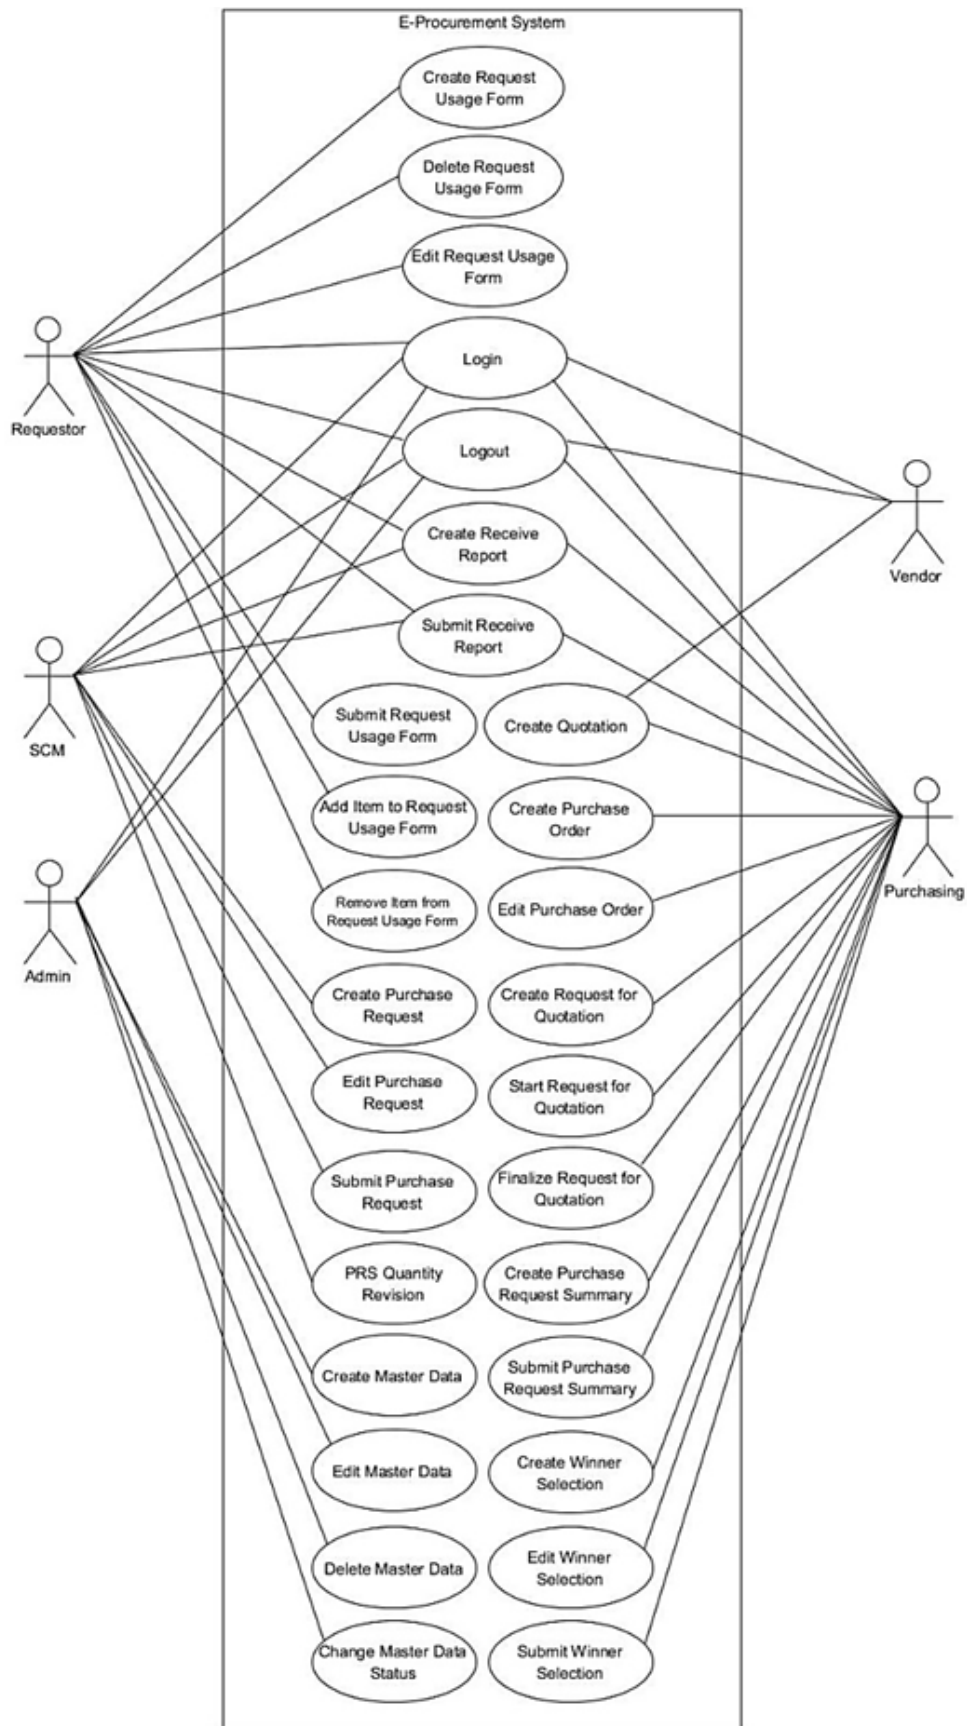 E-Procurement System
Create Request
Usage Form
Delete Request
Usage Form
Edit Request Usage
Form
Login
Requestor
Logout
Create Receive
Report
Vendor
Submit Receive
Report
SCM
Submit Request
Usage Form
Create Quotation
Add Item to Request
Usage Form
Create Purchase
Order
Purchasing
Remove Item from
Request Usage Form
Edit Purchase Order
Admin
Create Purchase
Request
Create Request for
Quotation
Edit Purchase
Request
Start Request for
Quotation
Submit Purchase
Request
Finalize Request for
Quotation
PRS Quantity
Revision
Create Purchase
Request Summary
Create Master Data
Submit Purchase
Request Summary
Edit Master Data
Create Winner
Selection
Delete Master Data
Edit Winner
Selection
Change Master Data
Status
Submit Winner
Selection